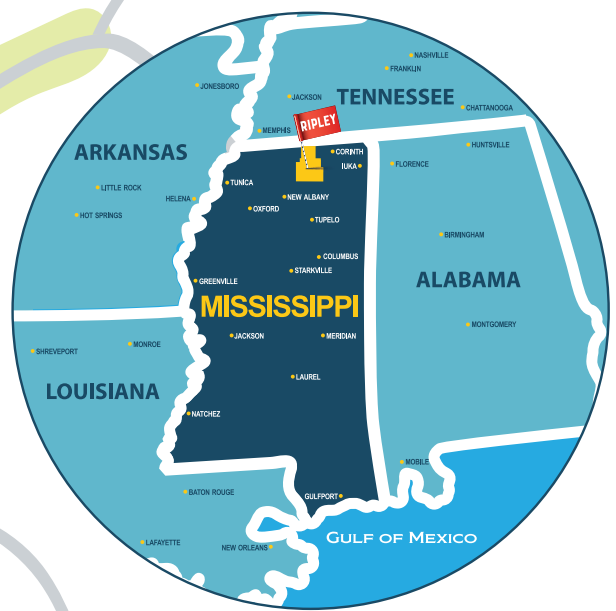 NASHVILLE
FRANKLIN
JONESBORO
JACKSON
TENNESSEE
CHATTANOOGA
RIPLEY
MEMPHIS
HUNTSVILLE
ARKANSAS
CORINTH
IUKA
FLORENCE
TUNICA
LITTLE ROCK
HELENA
NEW ALBANY
OXFORD
HOT SPRINGS
TUPELO
BIRMINGHAM
COLUMBUS
STARKVILLE
GREENVILLE
ALABAMA
MISSISSIPPI
MONTGOMERY
JACKSON
MERIDIAN
MONROE
SHREVEPORT
LAUREL
LOUISIANA
NATCHEZ
MOBILE
BATON ROUGE
GULFPORT
GULF OF MEXICO
LAFAYETTE
NEW ORLEANS